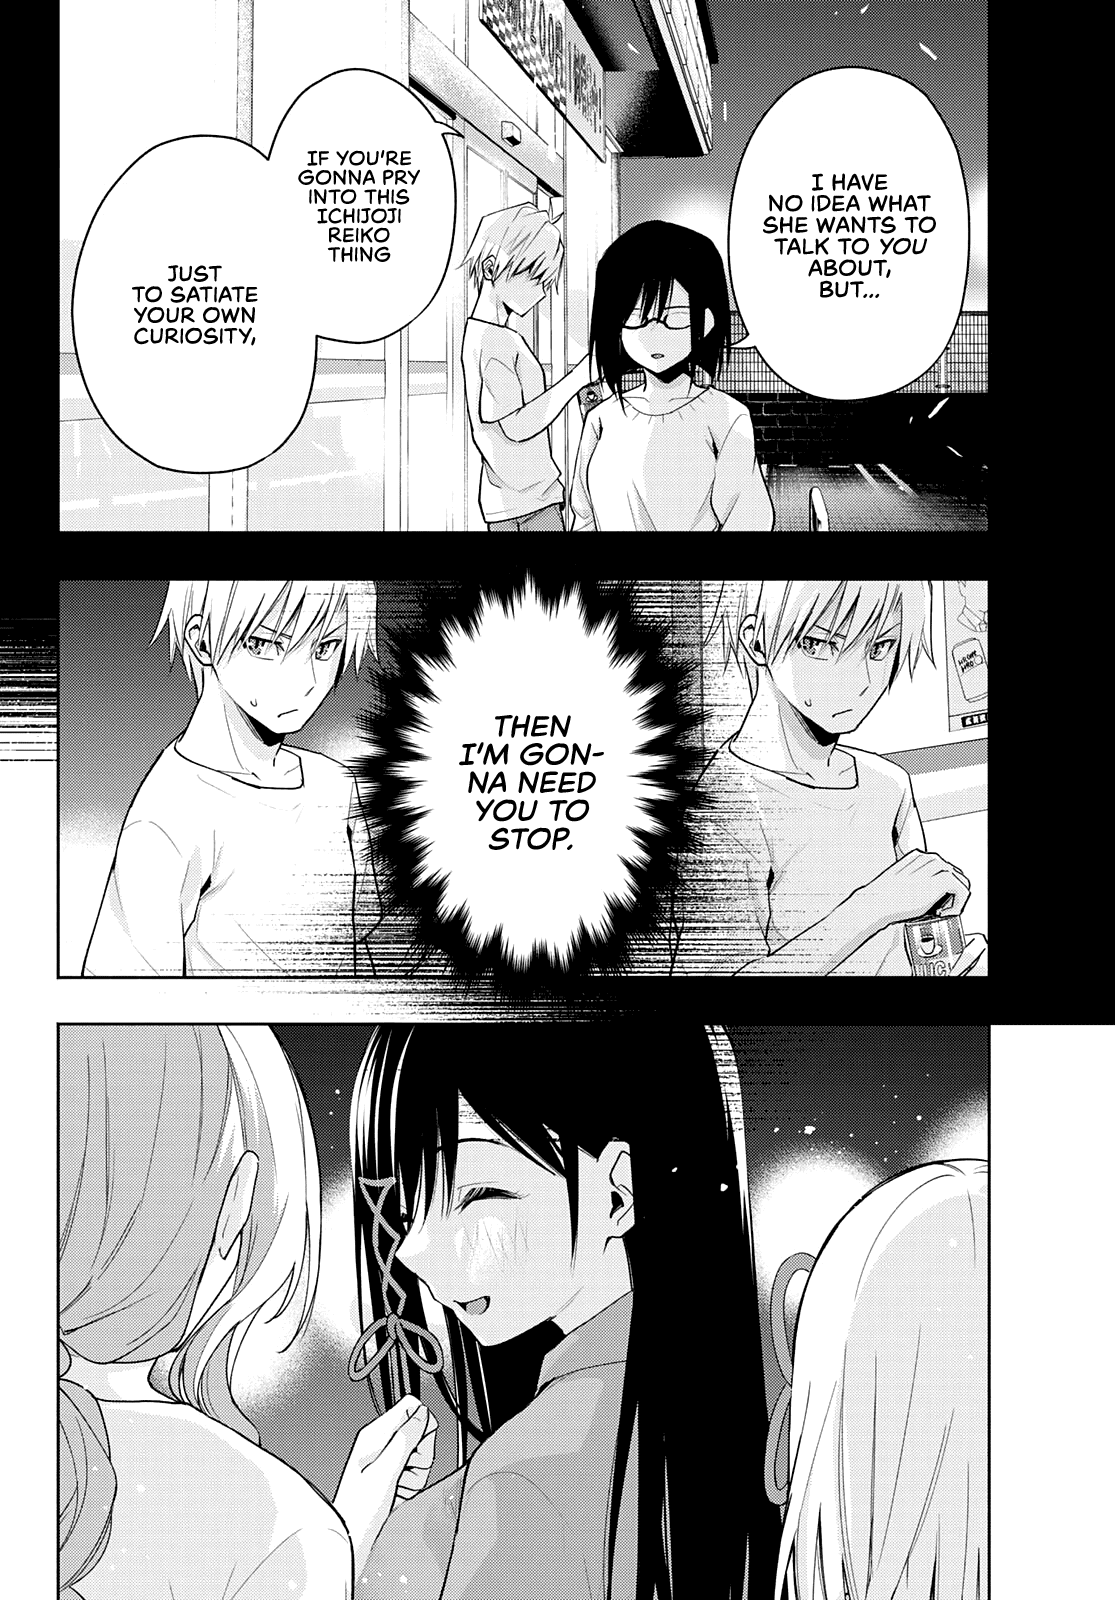 I HAVE
NO IDEA WHAT
SHE WANTS TO
TALK TO YOU
ABOUT,
BUT...
IF YOU'RE
GONNA PRY
INTO THIS
ICHIJOJI
REIKO
THING
JUST
TO SATIATE
YOUR OWN
CURIOSITY,
THEN
I'M GON-
NA NEED
YOU TO
STOP.